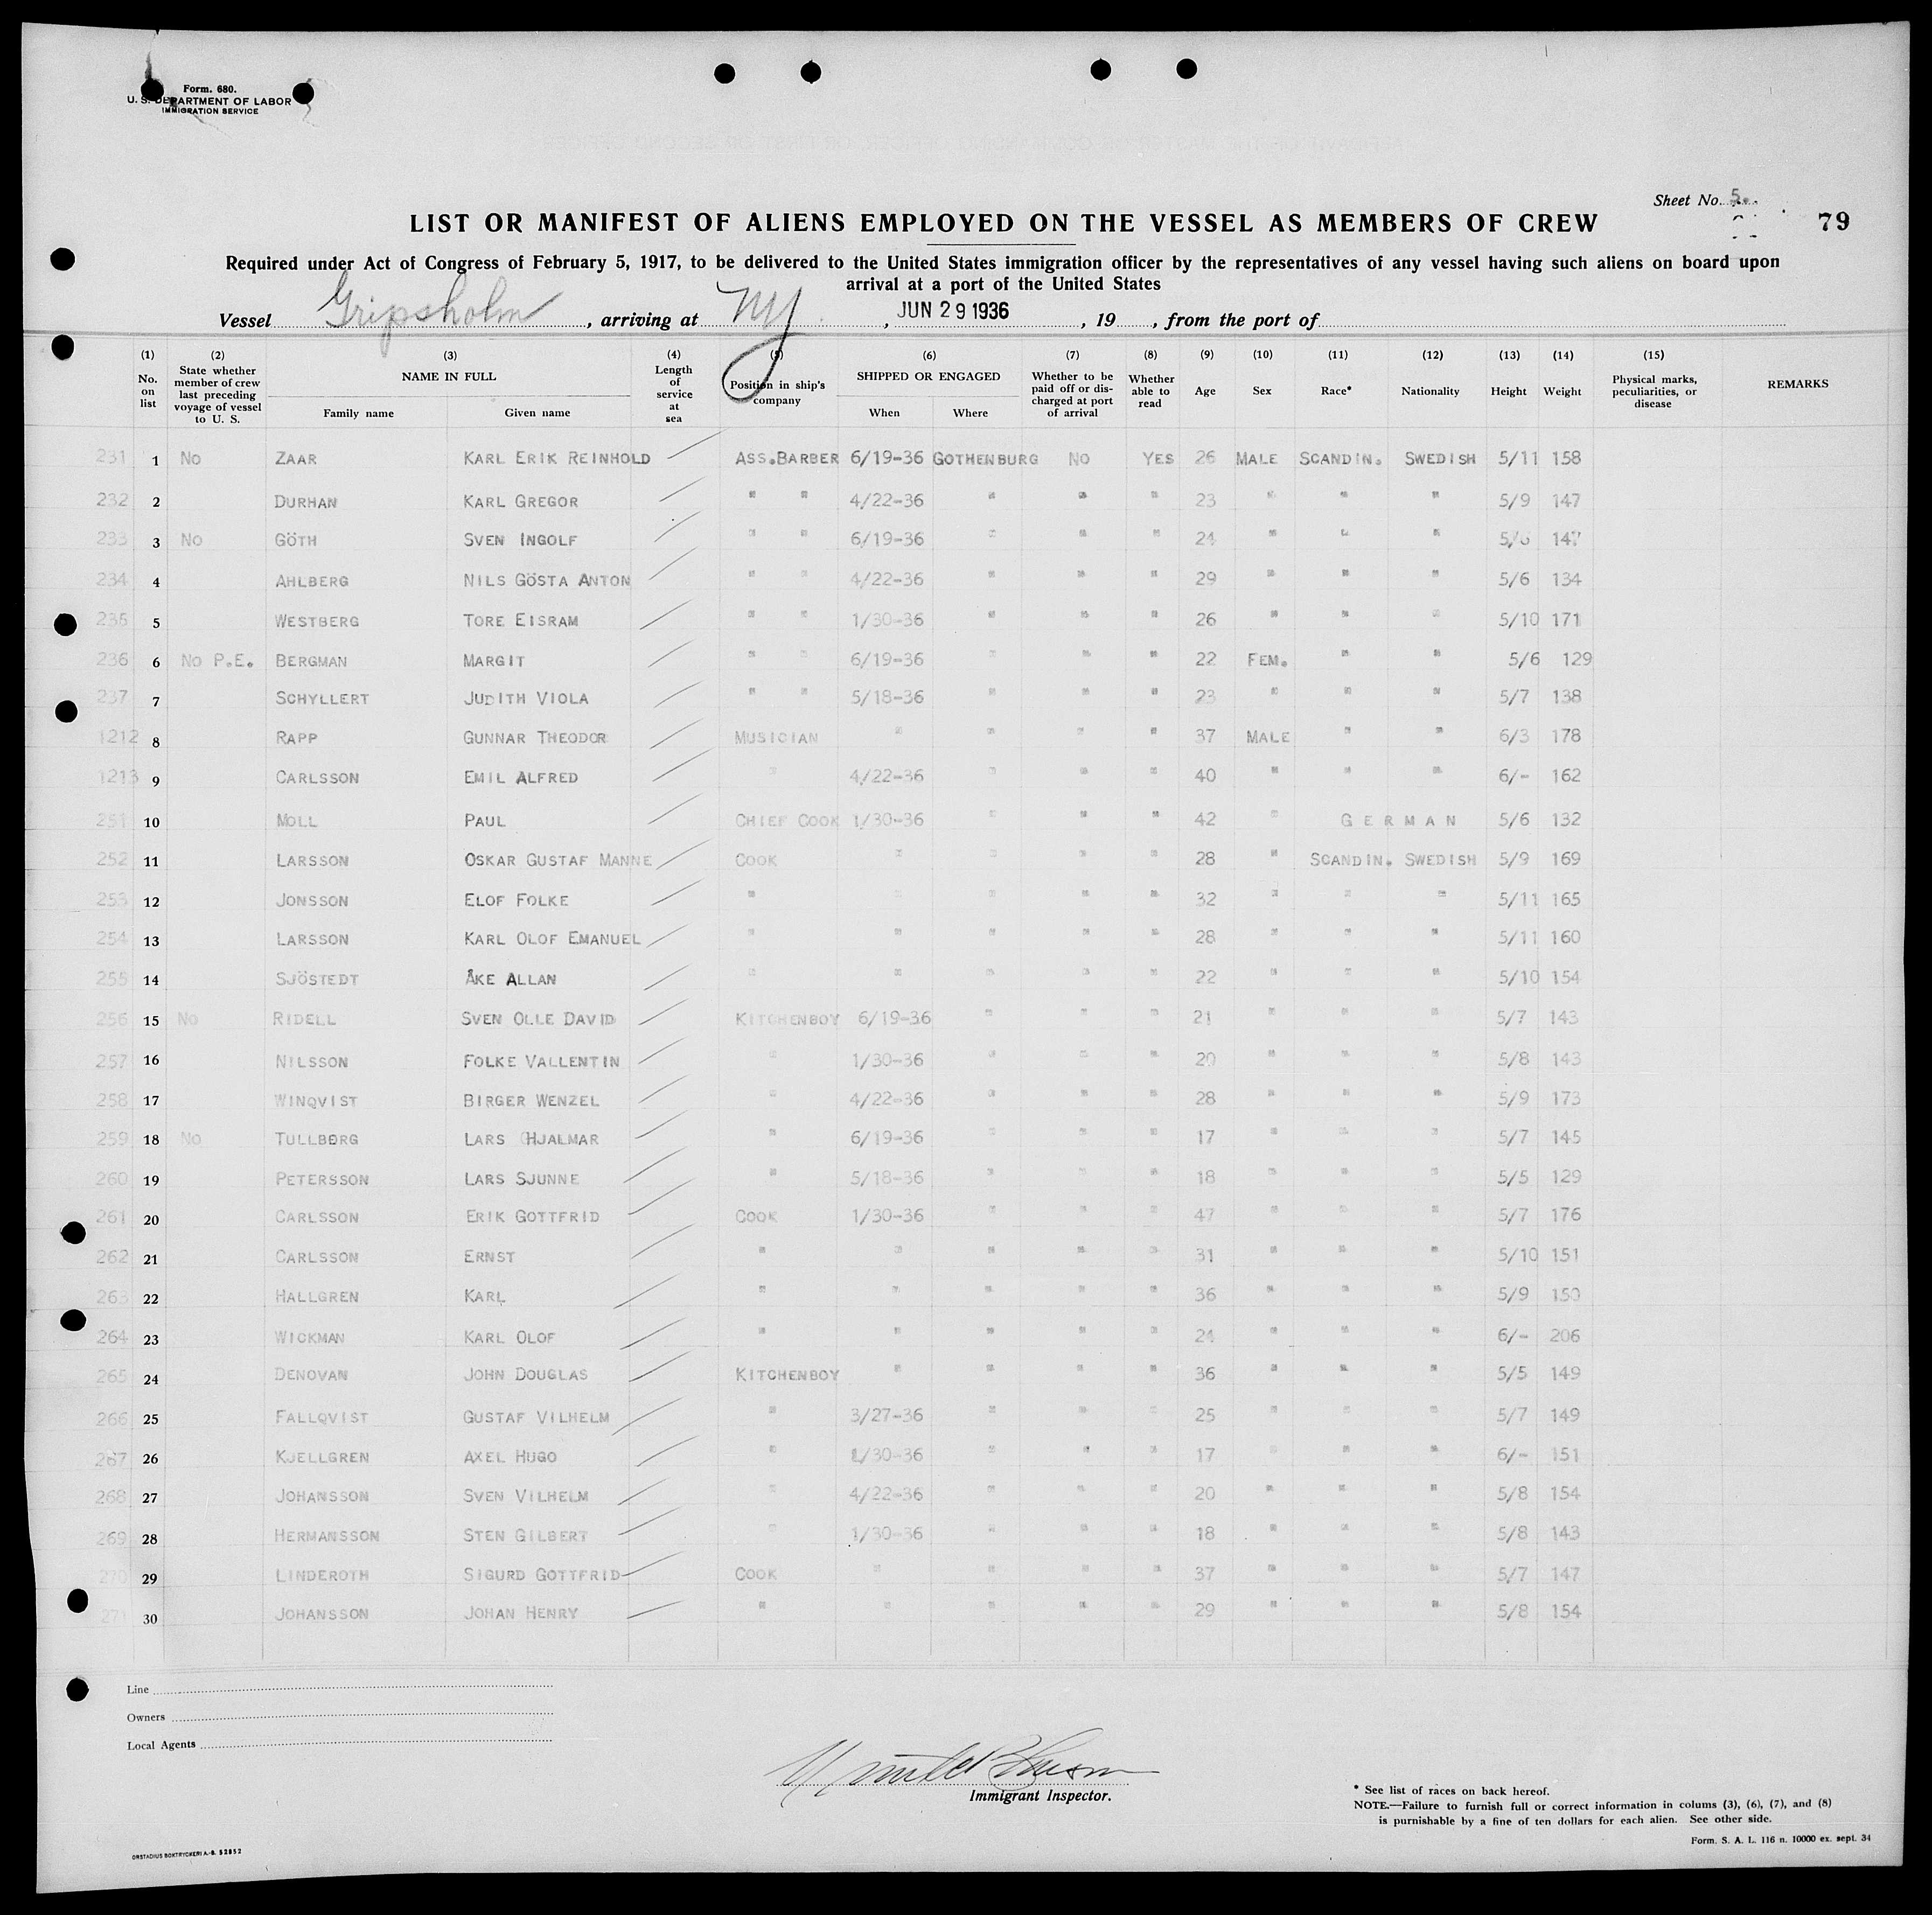 Form. 680.
U. S. DEPARTMENT OF LABOR
IMMIGRATION SERVICE
Sheet No. 5
79
LIST OR MANIFEST OF ALIENS EMPLOYED ON THE VESSEL AS MEMBERS OF CREW
Required under Act of Congress of February 5, 1917, to be delivered to the United States immigration officer by the representatives of any vessel having such aliens on board upon
arrival at a port of the United States
Vessel Gripsholm, arriving at NY, JUN 29 1936, 19, from the port of
(1) (2) (3) (4) (5) (6) (7) (8) (9) (10) (11) (12) (13) (14) (15)
No. on list | State whether member of crew last preceding voyage of vessel to U. S. | NAME IN FULL | Length of service at sea | Position in ship's company | SHIPPED OR ENGAGED | Whether to be paid off or discharged at port of arrival | Whether able to read | Age | Sex | Race* | Nationality | Height | Weight | Physical marks, peculiarities, or disease | REMARKS
Family name | Given name | When | Where
231 1 No ZAAR KARL ERIK REINHOLD ASS.BARBER 6/19-36 GOTHENBURG NO YES 26 MALE SCANDIN. SWEDISH 5/11 158
232 2 DURHAN KARL GREGOR " " 4/22-36 " " " 23 " " " 5/9 147
233 3 No GÖTH SVEN INGOLF " " 6/19-36 " " " 24 " " " 147
234 4 AHLBERG NILS GÖSTA ANTON " " 4/22-36 " " " 29 " " " 5/6 134
235 5 WESTBERG TORE EISRAM " " 1/30-36 " " " 26 " " " 5/10 171
236 6 No P.E. BERGMAN MARGIT " " 6/19-36 " " " 22 FEM. " " 5/6 129
237 7 SCHYLLERT JUDITH VIOLA " " 5/18-36 " " " 23 " " " 5/7 138
1212 8 RAPP GUNNAR THEODOR MUSICIAN " " " " 37 MALE " " 6/3 178
1213 9 CARLSSON EMIL ALFRED " 4/22-36 " " " 40 " " " 6/- 162
251 10 MOLL PAUL CHIEF COOK 1/30-36 " " " 42 " GERMAN 5/6 132
252 11 LARSSON OSKAR GUSTAF MANNE COOK " " " " 28 " SCANDIN. SWEDISH 5/9 169
253 12 JONSSON ELOF FOLKE " " " " " 32 " " " 5/11 165
254 13 LARSSON KARL OLOF EMANUEL " " " " " 28 " " " 5/11 160
255 14 SJÖSTEDT ÅKE ALLAN " " " " " 22 " " " 5/10 154
256 15 No RIDELL SVEN OLLE DAVID KITCHENBOY 6/19-36 " " " 21 " " " 5/7 143
257 16 NILSSON FOLKE VALLENTIN " 1/30-36 " " " 20 " " " 5/8 143
258 17 WINQVIST BIRGER WENZEL " 4/22-36 " " " 28 " " " 5/9 173
259 18 No TULLBERG LARS HJALMAR " 6/19-36 " " " 17 " " " 5/7 145
260 19 PETERSSON LARS SJUNNE " 5/18-36 " " " 18 " " " 5/5 129
261 20 CARLSSON ERIK GOTTFRID COOK 1/30-36 " " " 47 " " " 5/7 176
262 21 CARLSSON ERNST " " " " " 31 " " " 5/10 151
263 22 HALLGREN KARL " " " " " 36 " " " 5/9
264 23 WICKMAN KARL OLOF " " " " " 24 " " " 6/- 206
265 24 DENOVAN JOHN DOUGLAS KITCHENBOY " " " " 36 " " " 5/5 149
266 25 FALLQVIST GUSTAF VILHELM " 3/27-36 " " " 25 " " " 5/7 149
267 26 KJELLGREN AXEL HUGO " 1/30-36 " " " 17 " " " 6/- 151
268 27 JOHANSSON SVEN VILHELM " 4/22-36 " " " 20 " " " 5/8 154
269 28 HERMANSSON STEN GILBERT " 1/30-36 " " " 18 " " " 5/8 143
270 29 LINDEROTH SIGURD GOTTFRID COOK " " " " 37 " " " 5/7 147
271 30 JOHANSSON JOHAN HENRY " " " " " 29 " " " 5/8 154
Line
Owners
Local Agents
Immigrant Inspector.
* See list of races on back hereof.
NOTE.—Failure to furnish full or correct information in colums (3), (6), (7), and (8)
is purnishable by a fine of ten dollars for each alien. See other side.
Form. S. A. L. 116 n. 10000 ex. sept. 34
ORSTADIUS BOKTRYCKERI A.-B. 52852